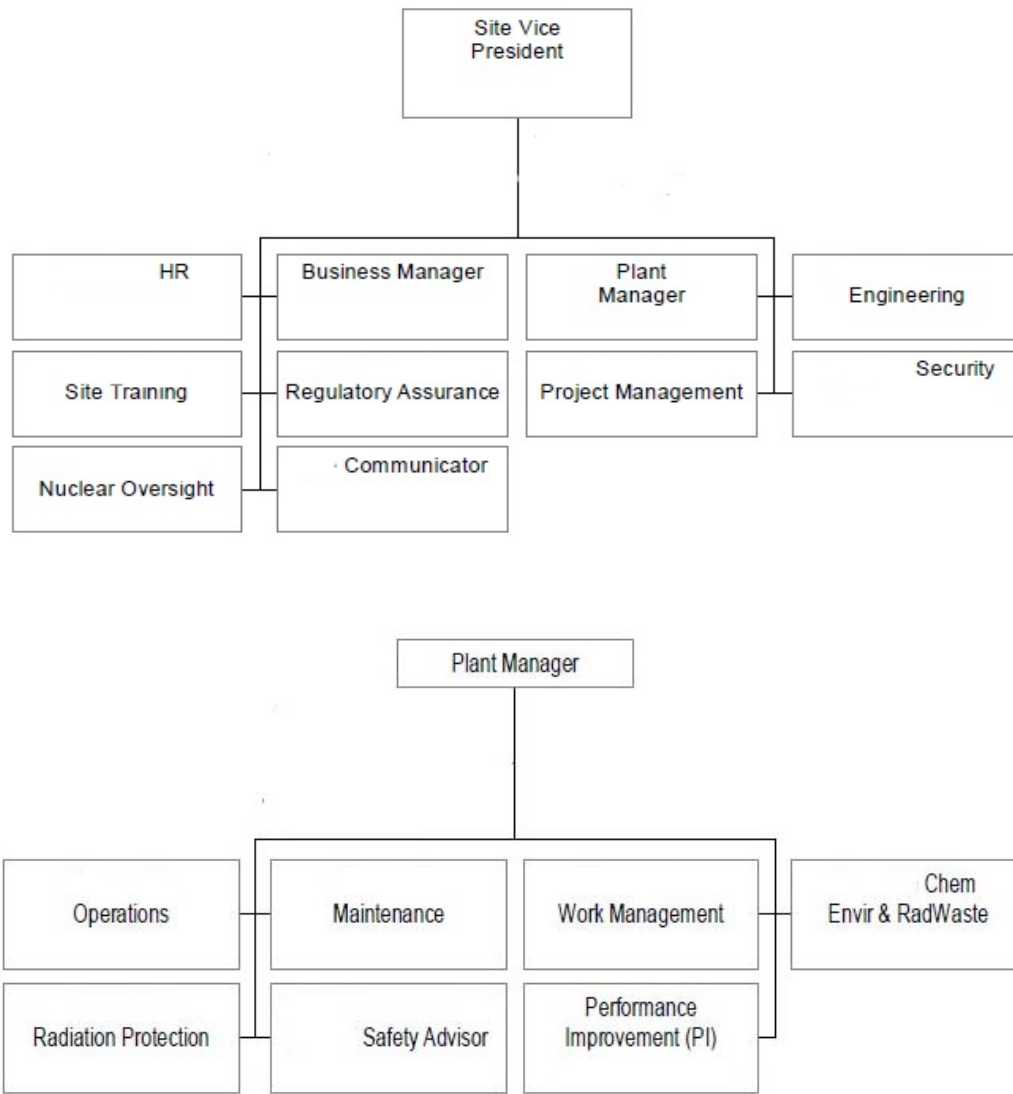 Site Vice
President
HR
Business Manager
Plant
Manager
Engineering
Site Training
Regulatory Assurance
Project Management
Security
Nuclear Oversight
Communicator
Plant Manager
Operations
Maintenance
Work Management
Chem
Envir & RadWaste
Radiation Protection
Safety Advisor
Performance
Improvement (PI)